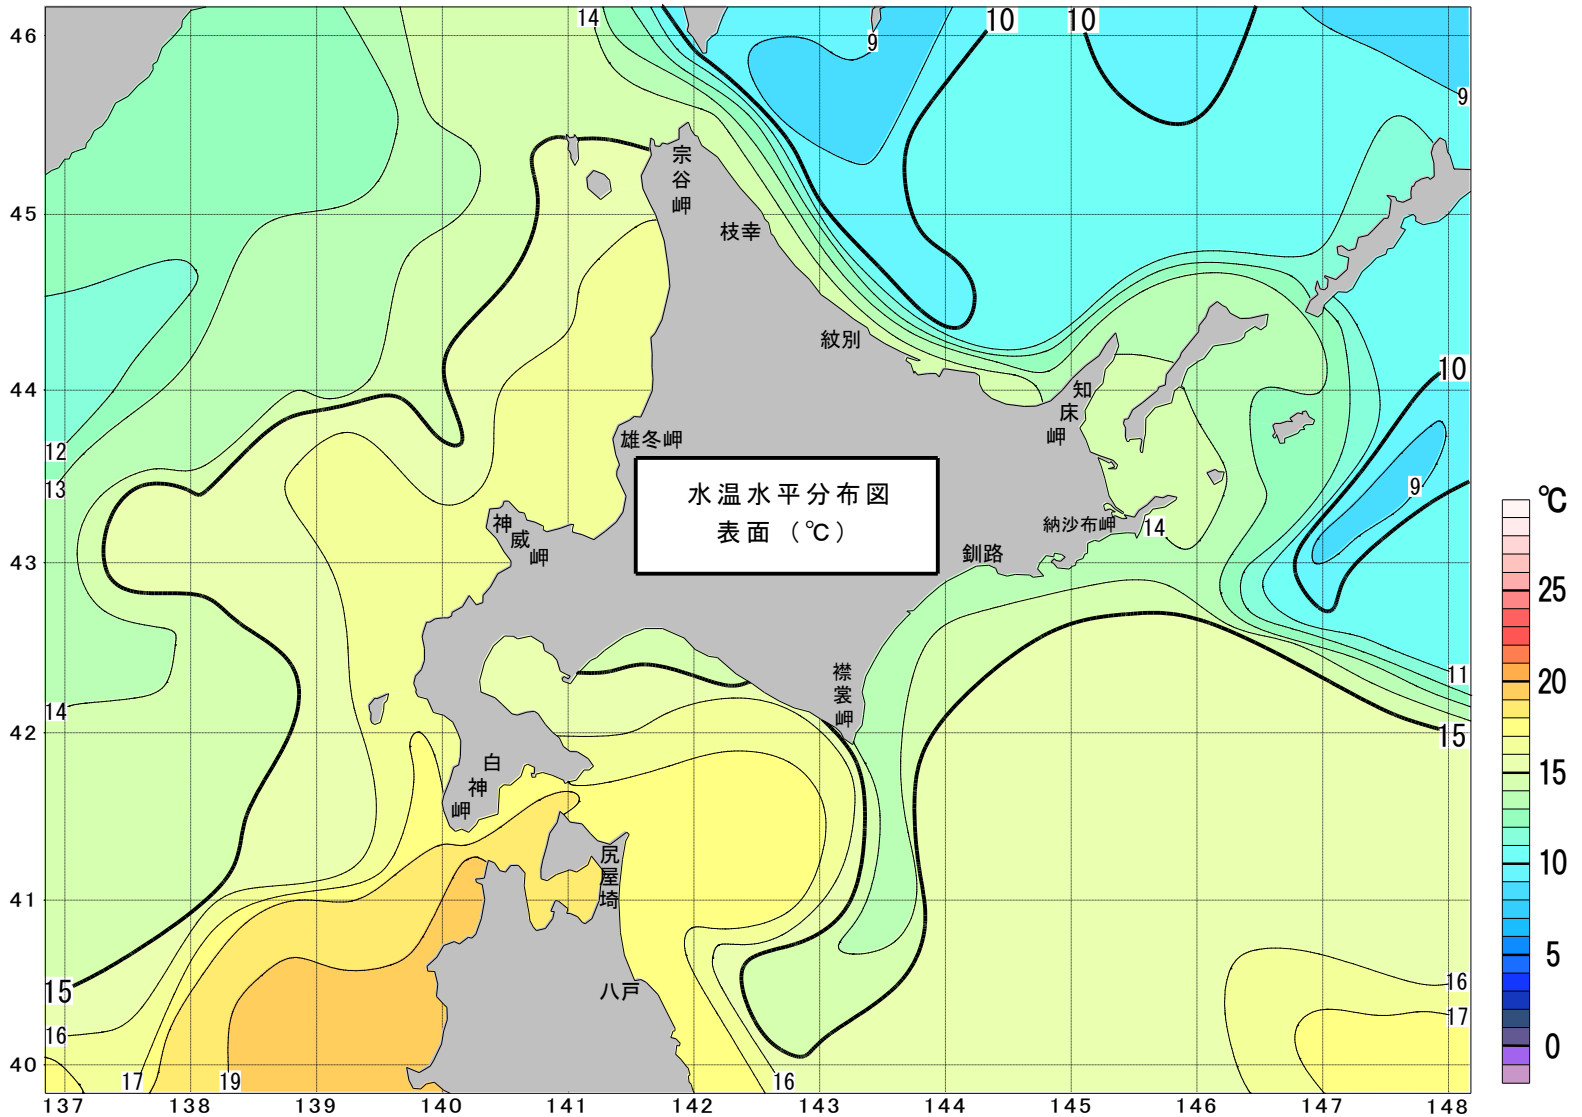 46
45
44
43
42
41
40
137 138 139 140 141 142 143 144 145 146 147 148
14
10
10
9
9
宗谷岬
枝幸
紋別
知床岬
雄冬岬
水温水平分布図
表面（℃）
納沙布岬
14
釧路
神威岬
襟裳岬
白神岬
尻屋埼
八戸
12
13
14
15
16
17
19
16
10
9
11
15
16
17
℃
25
20
15
10
5
0